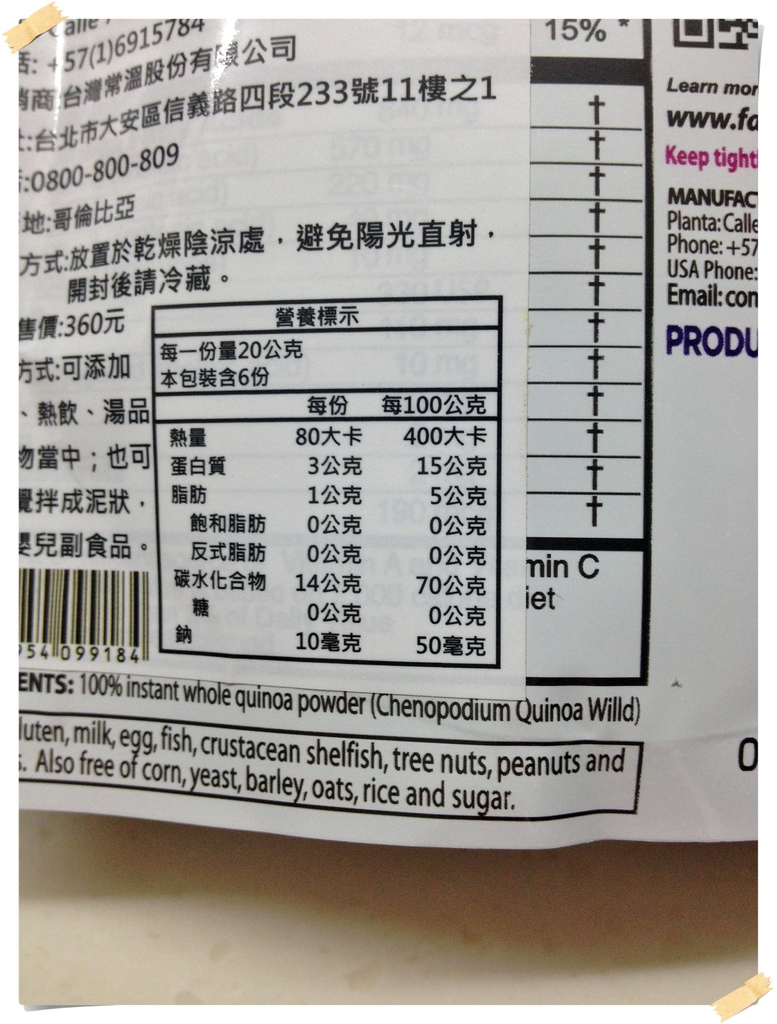 Calle
話: +57(1)6915784
商:台灣常溫股份有限公司
:台北市大安區信義路四段233號11樓之1
:0800-800-809
地:哥倫比亞
方式:放置於乾燥陰涼處，避免陽光直射，
開封後請冷藏。
售價:360元
方式:可添加
、熱飲、湯品
物當中；也可
攪拌成泥狀，
嬰兒副食品。
954 099184
營養標示
每一份量20公克
本包裝含6份
每份 每100公克
熱量 80大卡 400大卡
蛋白質 3公克 15公克
脂肪 1公克 5公克
飽和脂肪 0公克 0公克
反式脂肪 0公克 0公克
碳水化合物 14公克 70公克
糖 0公克 0公克
鈉 10毫克 50毫克
15% *
†
†
†
†
†
†
†
†
†
†
†
†
min C
diet
ENTS: 100% instant whole quinoa powder (Chenopodium Quinoa Willd)
luten, milk, egg, fish, crustacean shelfish, tree nuts, peanuts and
s. Also free of corn, yeast, barley, oats, rice and sugar.
Learn mor
www.fo
Keep tight
MANUFAC
Planta: Calle
Phone: +57
USA Phone:
Email: con
PRODU
0